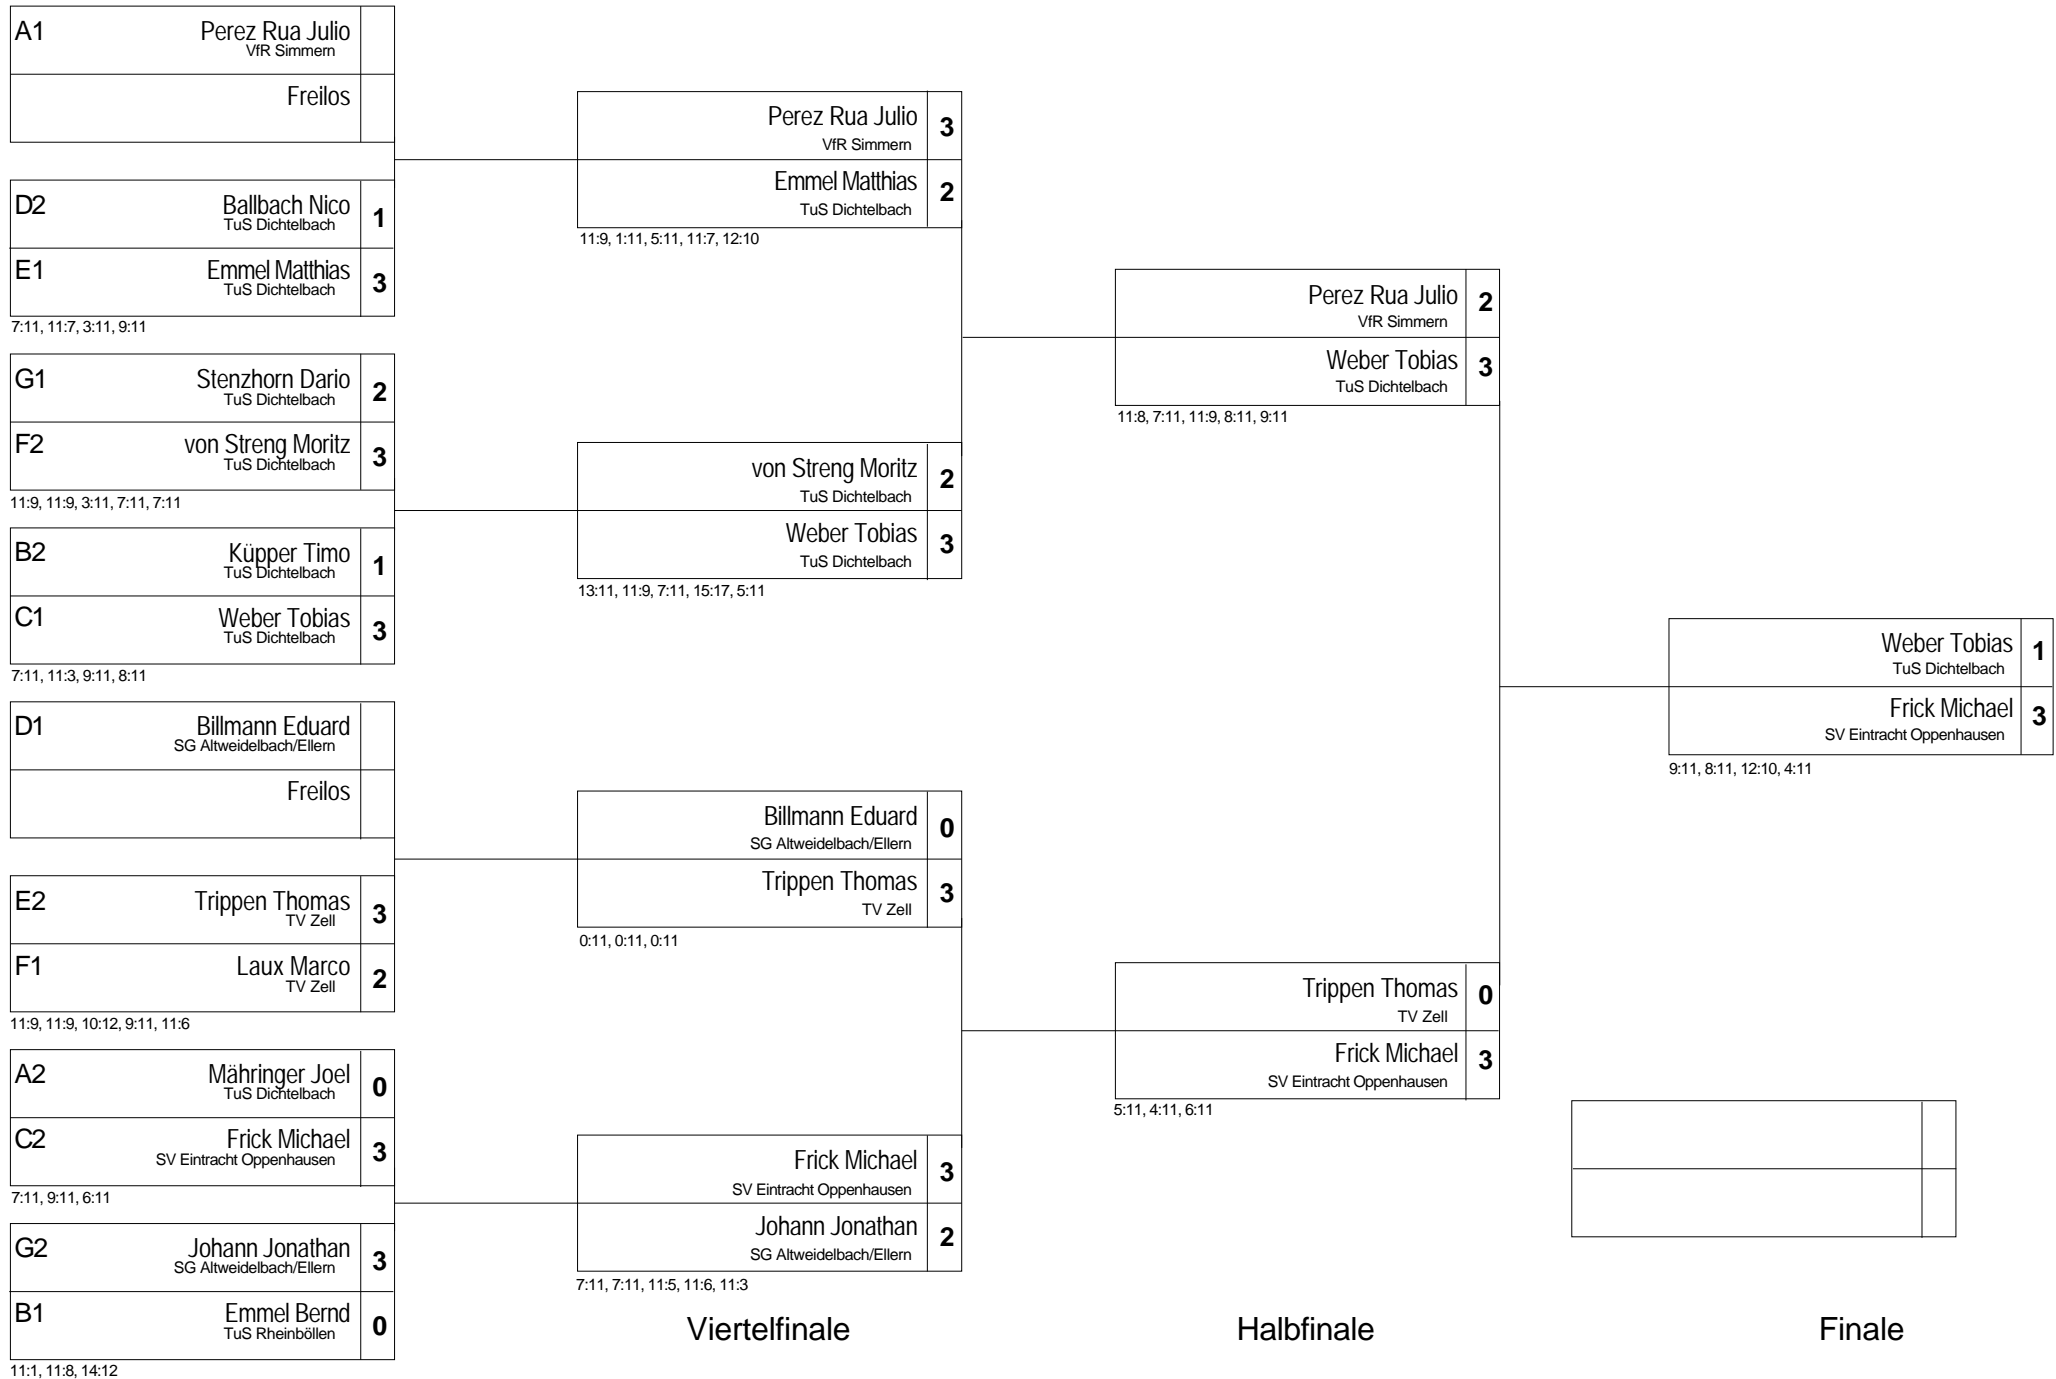 A1 Perez Rua Julio
VfR Simmern
Freilos
D2 Ballbach Nico 1
TuS Dichtelbach
E1 Emmel Matthias 3
TuS Dichtelbach
7:11, 11:7, 3:11, 9:11
G1 Stenzhorn Dario 2
TuS Dichtelbach
F2 von Streng Moritz 3
TuS Dichtelbach
11:9, 11:9, 3:11, 7:11, 7:11
B2 Küpper Timo 1
TuS Dichtelbach
C1 Weber Tobias 3
TuS Dichtelbach
7:11, 11:3, 9:11, 8:11
D1 Billmann Eduard
SG Altweidelbach/Ellern
Freilos
E2 Trippen Thomas 3
TV Zell
F1 Laux Marco 2
TV Zell
11:9, 11:9, 10:12, 9:11, 11:6
A2 Mähringer Joel 0
TuS Dichtelbach
C2 Frick Michael 3
SV Eintracht Oppenhausen
7:11, 9:11, 6:11
G2 Johann Jonathan 3
SG Altweidelbach/Ellern
B1 Emmel Bernd 0
TuS Rheinböllen
11:1, 11:8, 14:12
Perez Rua Julio 3
VfR Simmern
Emmel Matthias 2
TuS Dichtelbach
11:9, 1:11, 5:11, 11:7, 12:10
von Streng Moritz 2
TuS Dichtelbach
Weber Tobias 3
TuS Dichtelbach
13:11, 11:9, 7:11, 15:17, 5:11
Billmann Eduard 0
SG Altweidelbach/Ellern
Trippen Thomas 3
TV Zell
0:11, 0:11, 0:11
Frick Michael 3
SV Eintracht Oppenhausen
Johann Jonathan 2
SG Altweidelbach/Ellern
7:11, 7:11, 11:5, 11:6, 11:3
Viertelfinale
Perez Rua Julio 2
VfR Simmern
Weber Tobias 3
TuS Dichtelbach
11:8, 7:11, 11:9, 8:11, 9:11
Trippen Thomas 0
TV Zell
Frick Michael 3
SV Eintracht Oppenhausen
5:11, 4:11, 6:11
Halbfinale
Weber Tobias 1
TuS Dichtelbach
Frick Michael 3
SV Eintracht Oppenhausen
9:11, 8:11, 12:10, 4:11
Finale